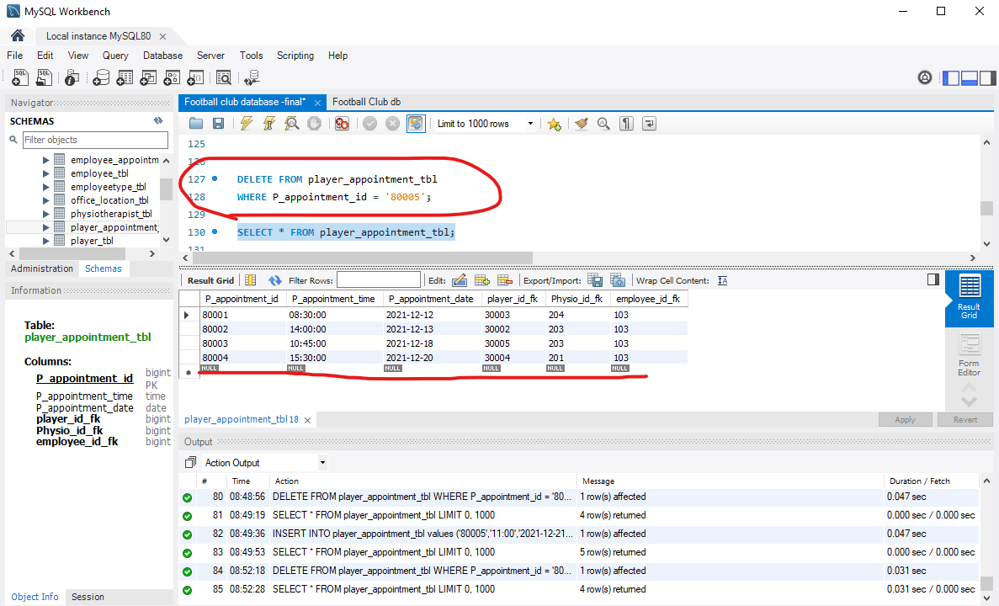 MySQL Workbench
Local instance MySQL80
File Edit View Query Database Server Tools Scripting Help
Navigator
SCHEMAS
Filter objects
employee_appointm
employee_tbl
employeetype_tbl
office_location_tbl
physiotherapist_tbl
player_appointment_
player_tbl
Administration Schemas
Information
Table:
player_appointment_tbl
Columns:
P_appointment_id bigint PK
P_appointment_time time
P_appointment_date date
player_id_fk bigint
Physio_id_fk bigint
employee_id_fk bigint
Object Info Session
Football club database -final* Football Club db
Limit to 1000 rows
125
126
127 DELETE FROM player_appointment_tbl
128 WHERE P_appointment_id = '80005';
129
130 SELECT * FROM player_appointment_tbl;
131
Result Grid Filter Rows: Edit: Export/Import: Wrap Cell Content:
P_appointment_id P_appointment_time P_appointment_date player_id_fk Physio_id_fk employee_id_fk
80001 08:30:00 2021-12-12 30003 204 103
80002 14:00:00 2021-12-13 30002 203 103
80003 10:45:00 2021-12-18 30005 203 103
80004 15:30:00 2021-12-20 30004 201 103
NULL NULL NULL NULL NULL NULL
Result Grid
Form Editor
player_appointment_tbl 18 Apply Revert
Output
Action Output
# Time Action Message Duration / Fetch
80 08:48:56 DELETE FROM player_appointment_tbl WHERE P_appointment_id = '80... 1 row(s) affected 0.047 sec
81 08:49:19 SELECT * FROM player_appointment_tbl LIMIT 0, 1000 4 row(s) returned 0.000 sec / 0.000 sec
82 08:49:36 INSERT INTO player_appointment_tbl values ('80005','11:00','2021-12-21... 1 row(s) affected 0.047 sec
83 08:49:53 SELECT * FROM player_appointment_tbl LIMIT 0, 1000 5 row(s) returned 0.000 sec / 0.000 sec
84 08:52:18 DELETE FROM player_appointment_tbl WHERE P_appointment_id = '80... 1 row(s) affected 0.031 sec
85 08:52:28 SELECT * FROM player_appointment_tbl LIMIT 0, 1000 4 row(s) returned 0.031 sec / 0.000 sec